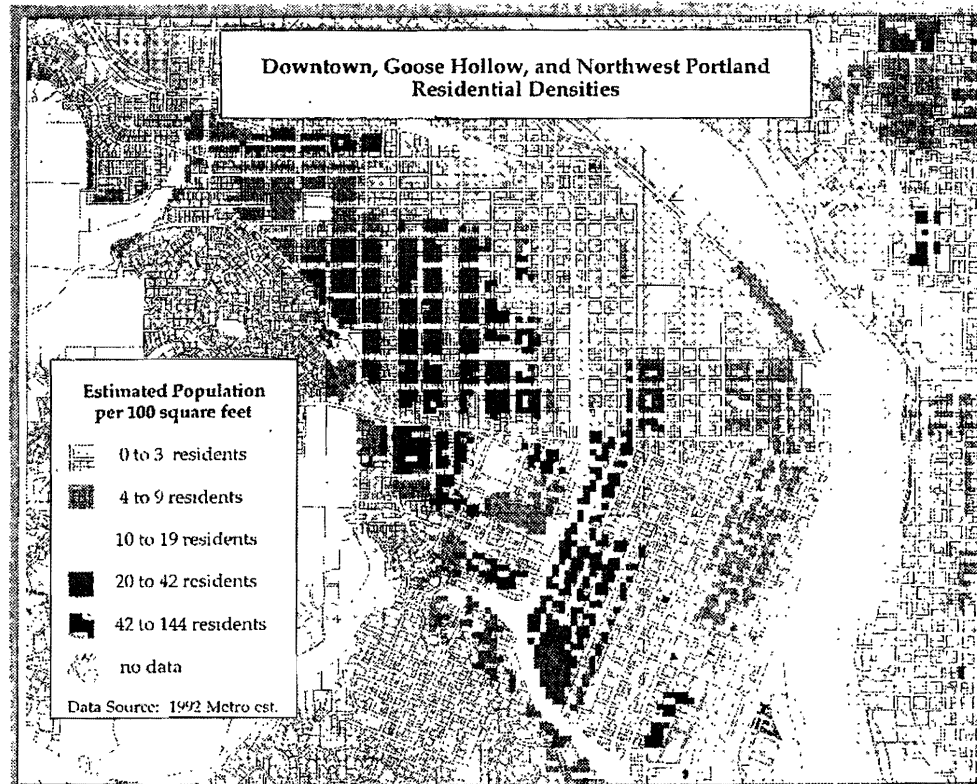 Downtown, Goose Hollow, and Northwest Portland
Residential Densities
Estimated Population
per 100 square feet
0 to 3 residents
4 to 9 residents
10 to 19 residents
20 to 42 residents
42 to 144 residents
no data
Data Source: 1992 Metro est.